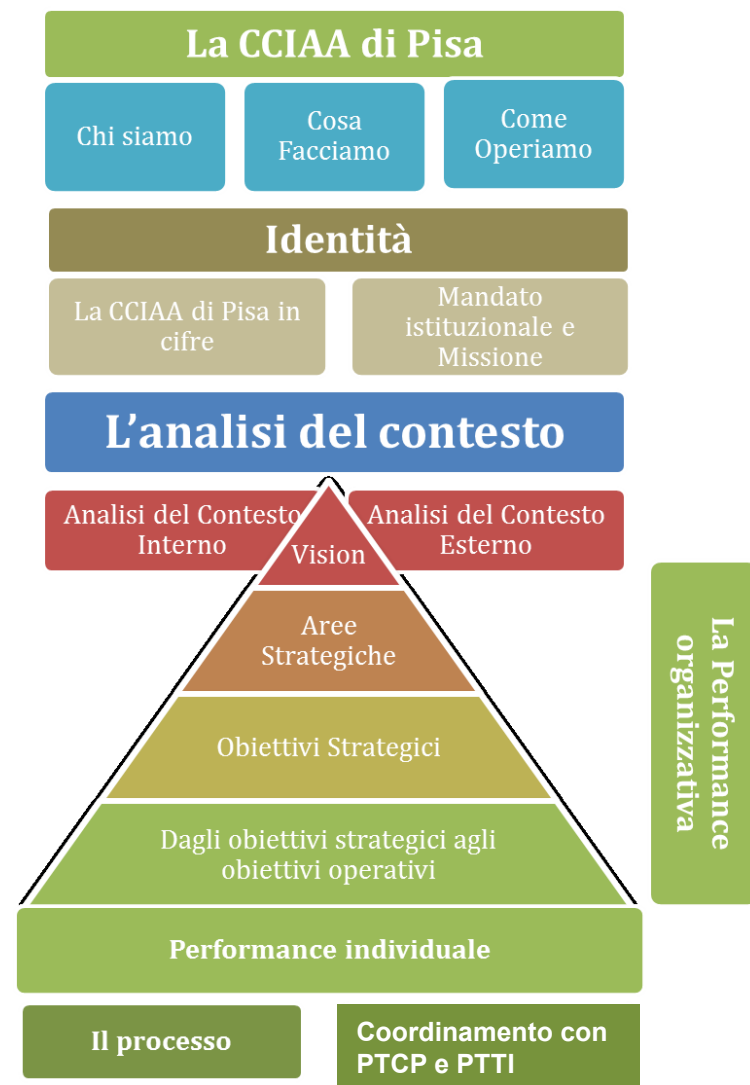 La CCIAA di Pisa
Chi siamo
Cosa
Facciamo
Come
Operiamo
Identità
La CCIAA di Pisa in
cifre
Mandato
istituzionale e
Missione
L’analisi del contesto
Analisi del Contesto
Interno
Analisi del Contesto
Esterno
Vision
Aree
Strategiche
Obiettivi Strategici
Dagli obiettivi strategici agli
obiettivi operativi
La Performance
organizzativa
Performance individuale
Il processo
Coordinamento con
PTCP e PTTI